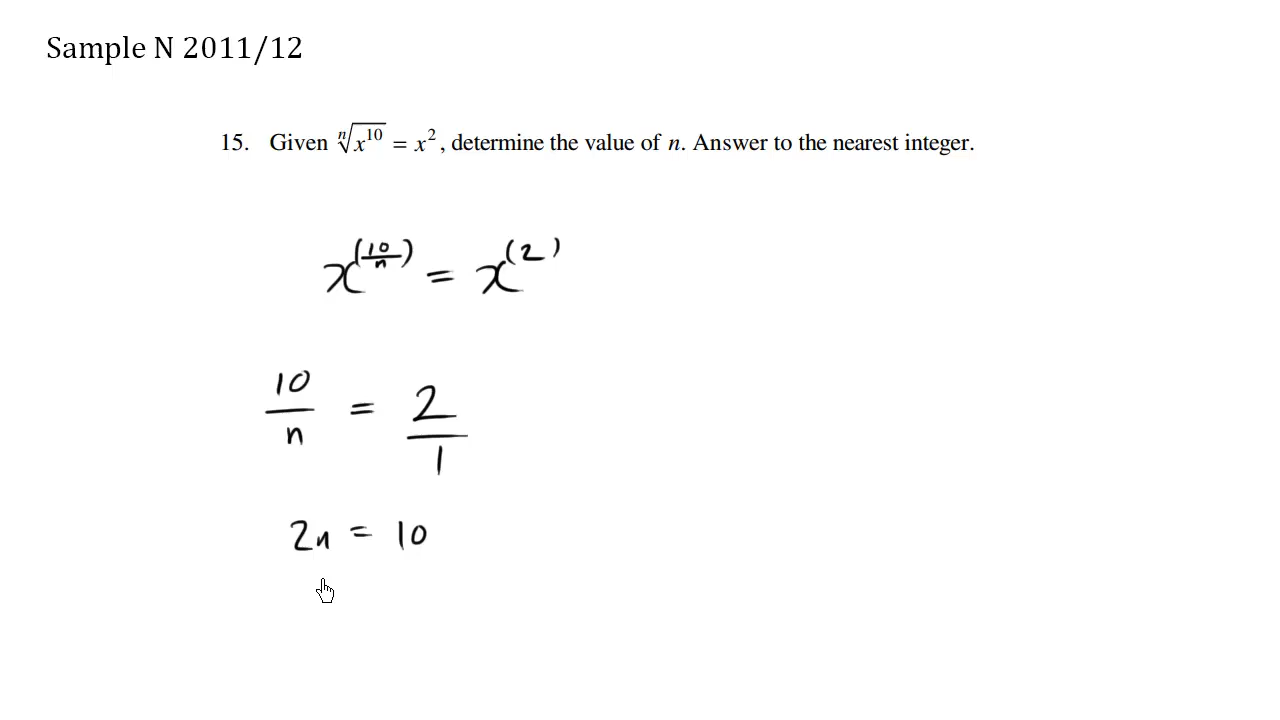 Sample N 2011/12
15. Given ⁿ√x¹⁰ = x², determine the value of n. Answer to the nearest integer.
x^(10/n) = x^(2)
10/n = 2/1
2n = 10